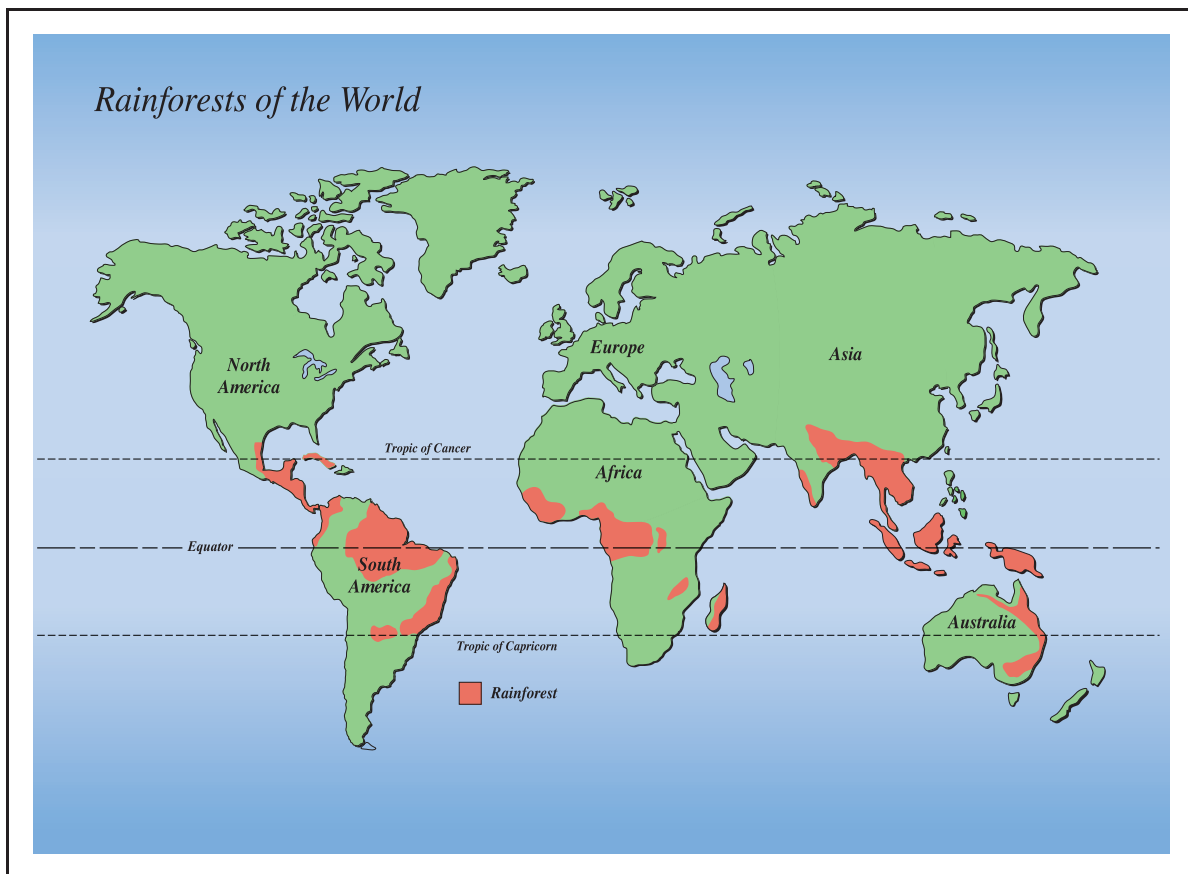 Rainforests of the World
North
America
Europe
Asia
Tropic of Cancer
Africa
Equator
South
America
Australia
Tropic of Capricorn
Rainforest